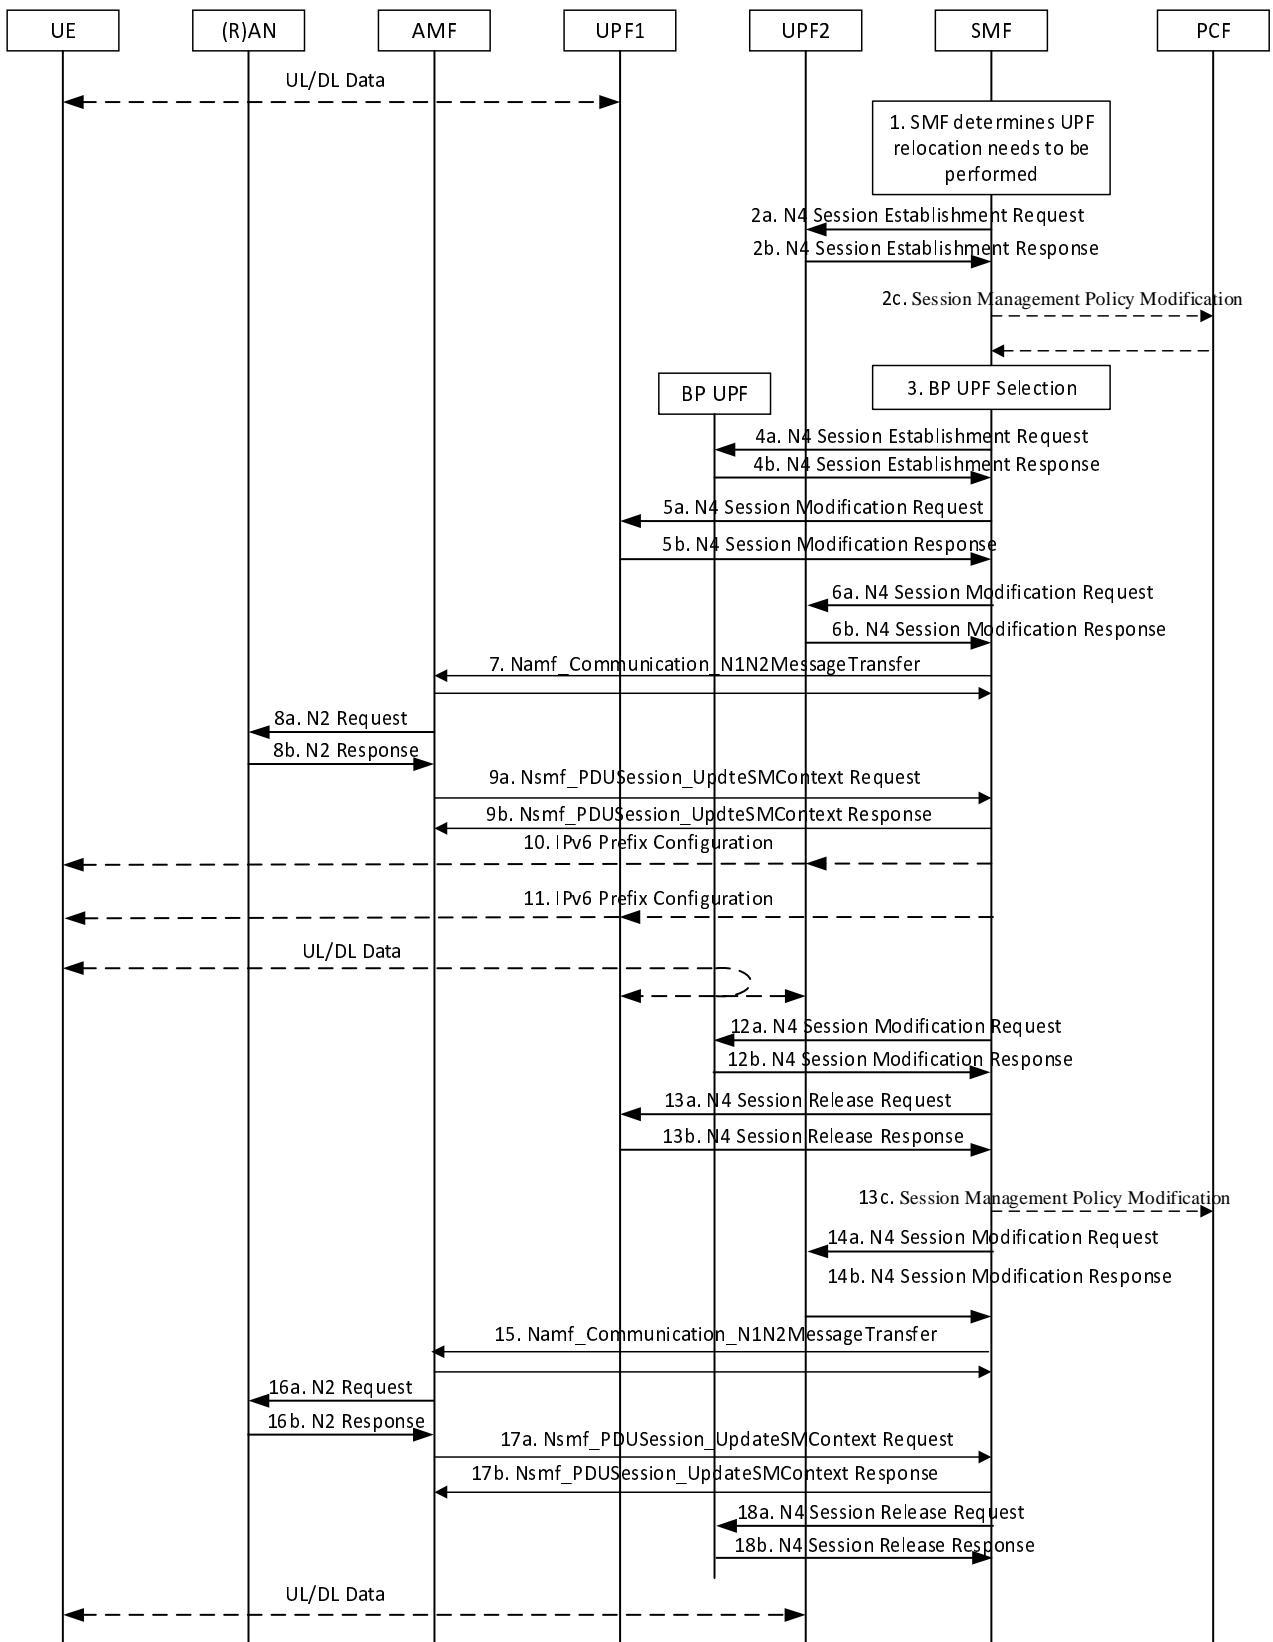 UE
(R)AN
AMF
UPF1
UPF2
SMF
PCF
UL/DL Data
1. SMF determines UPF
relocation needs to be
performed
2a. N4 Session Establishment Request
2b. N4 Session Establishment Response
2c. Session Management Policy Modification
BP UPF
3. BP UPF Selection
4a. N4 Session Establishment Request
4b. N4 Session Establishment Response
5a. N4 Session Modification Request
5b. N4 Session Modification Response
6a. N4 Session Modification Request
6b. N4 Session Modification Response
7. Namf_Communication_N1N2MessageTransfer
8a. N2 Request
8b. N2 Response
9a. Nsmf_PDUSession_UpdteSMContext Request
9b. Nsmf_PDUSession_UpdteSMContext Response
10. IPv6 Prefix Configuration
11. IPv6 Prefix Configuration
UL/DL Data
12a. N4 Session Modification Request
12b. N4 Session Modification Response
13a. N4 Session Release Request
13b. N4 Session Release Response
13c. Session Management Policy Modification
14a. N4 Session Modification Request
14b. N4 Session Modification Response
15. Namf_Communication_N1N2MessageTransfer
16a. N2 Request
16b. N2 Response
17a. Nsmf_PDUSession_UpdateSMContext Request
17b. Nsmf_PDUSession_UpdateSMContext Response
18a. N4 Session Release Request
18b. N4 Session Release Response
UL/DL Data